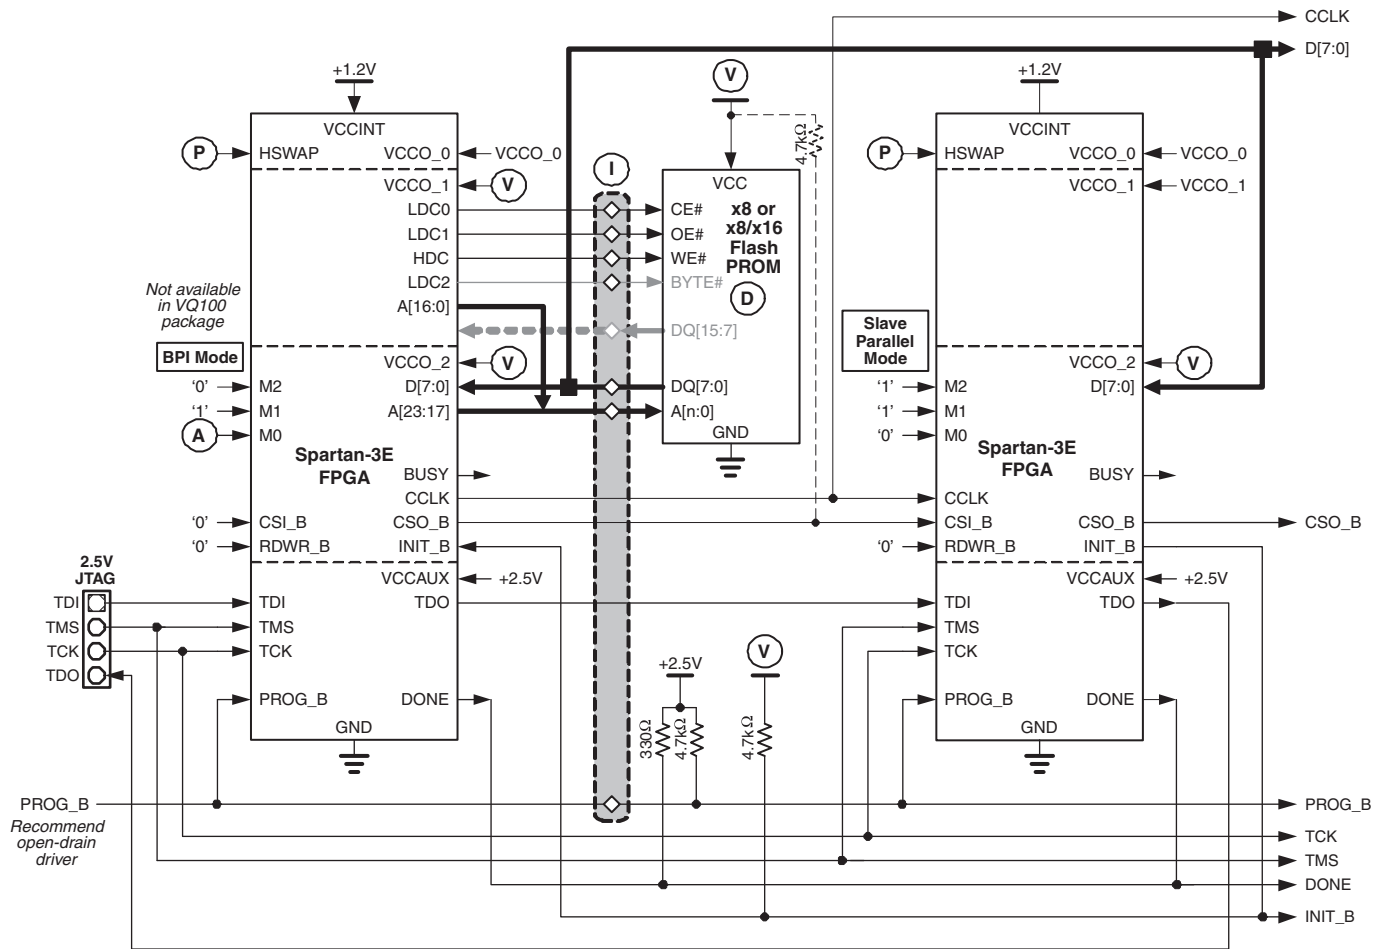 CCLK
D[7:0]
+1.2V
V
+1.2V
4.7kΩ
VCCINT
P
HSWAP
VCCO_0
VCCO_0
VCCO_1
V
I
LDC0
LDC1
HDC
LDC2
A[16:0]
Not available
in VQ100
package
BPI Mode
VCCO_2
V
D[7:0]
A[23:17]
'0'
M2
'1'
M1
A
M0
Spartan-3E
FPGA
BUSY
CCLK
'0'
CSI_B
CSO_B
'0'
RDWR_B
INIT_B
VCCAUX
+2.5V
2.5V
JTAG
TDI
TMS
TCK
TDO
TDI
TDO
TMS
TCK
PROG_B
DONE
GND
VCC
CE#
OE#
WE#
BYTE#
x8 or
x8/x16
Flash
PROM
D
DQ[15:7]
DQ[7:0]
A[n:0]
GND
+2.5V
V
330Ω
4.7kΩ
4.7kΩ
VCCINT
P
HSWAP
VCCO_0
VCCO_0
VCCO_1
VCCO_1
Slave
Parallel
Mode
VCCO_2
V
D[7:0]
'1'
M2
'1'
M1
'0'
M0
Spartan-3E
FPGA
BUSY
CCLK
CSI_B
CSO_B
CSO_B
'0'
RDWR_B
INIT_B
VCCAUX
+2.5V
TDI
TDO
TMS
TCK
PROG_B
DONE
GND
PROG_B
Recommend
open-drain
driver
PROG_B
TCK
TMS
DONE
INIT_B